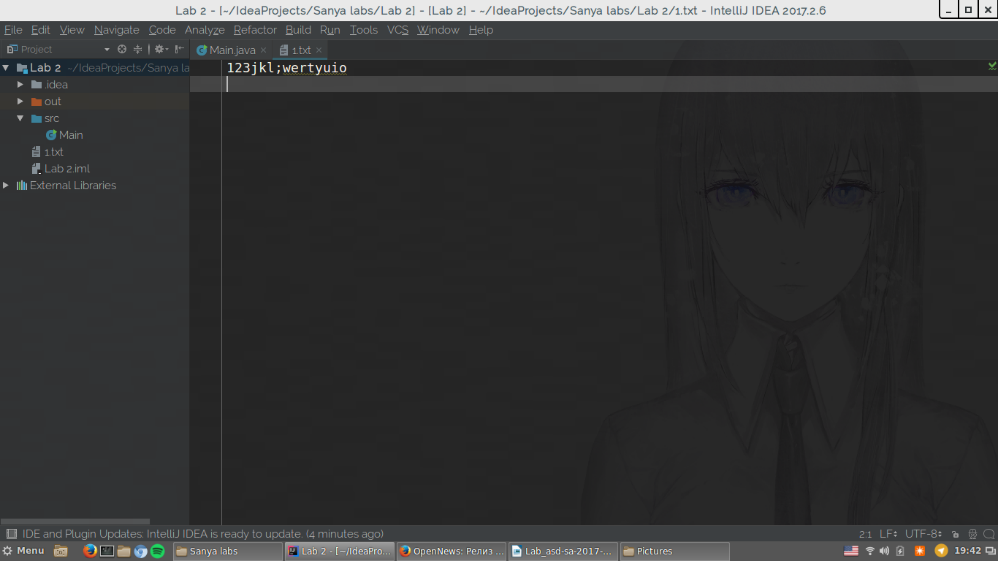 Lab 2 - [~/IdeaProjects/Sanya labs/Lab 2] - [Lab 2] - ~/IdeaProjects/Sanya labs/Lab 2/1.txt - IntelliJ IDEA 2017.2.6
File Edit View Navigate Code Analyze Refactor Build Run Tools VCS Window Help
Project
Main.java
1.txt
Lab 2 ~/IdeaProjects/Sanya la
.idea
out
src
Main
1.txt
Lab 2.iml
External Libraries
123jkl;wertyuio
IDE and Plugin Updates: IntelliJ IDEA is ready to update. (4 minutes ago)
2:1 LF UTF-8
Menu
Sanya labs
Lab 2 - [~/IdeaPro...
OpenNews: Релиз ...
Lab_asd-sa-2017-...
Pictures
19:42